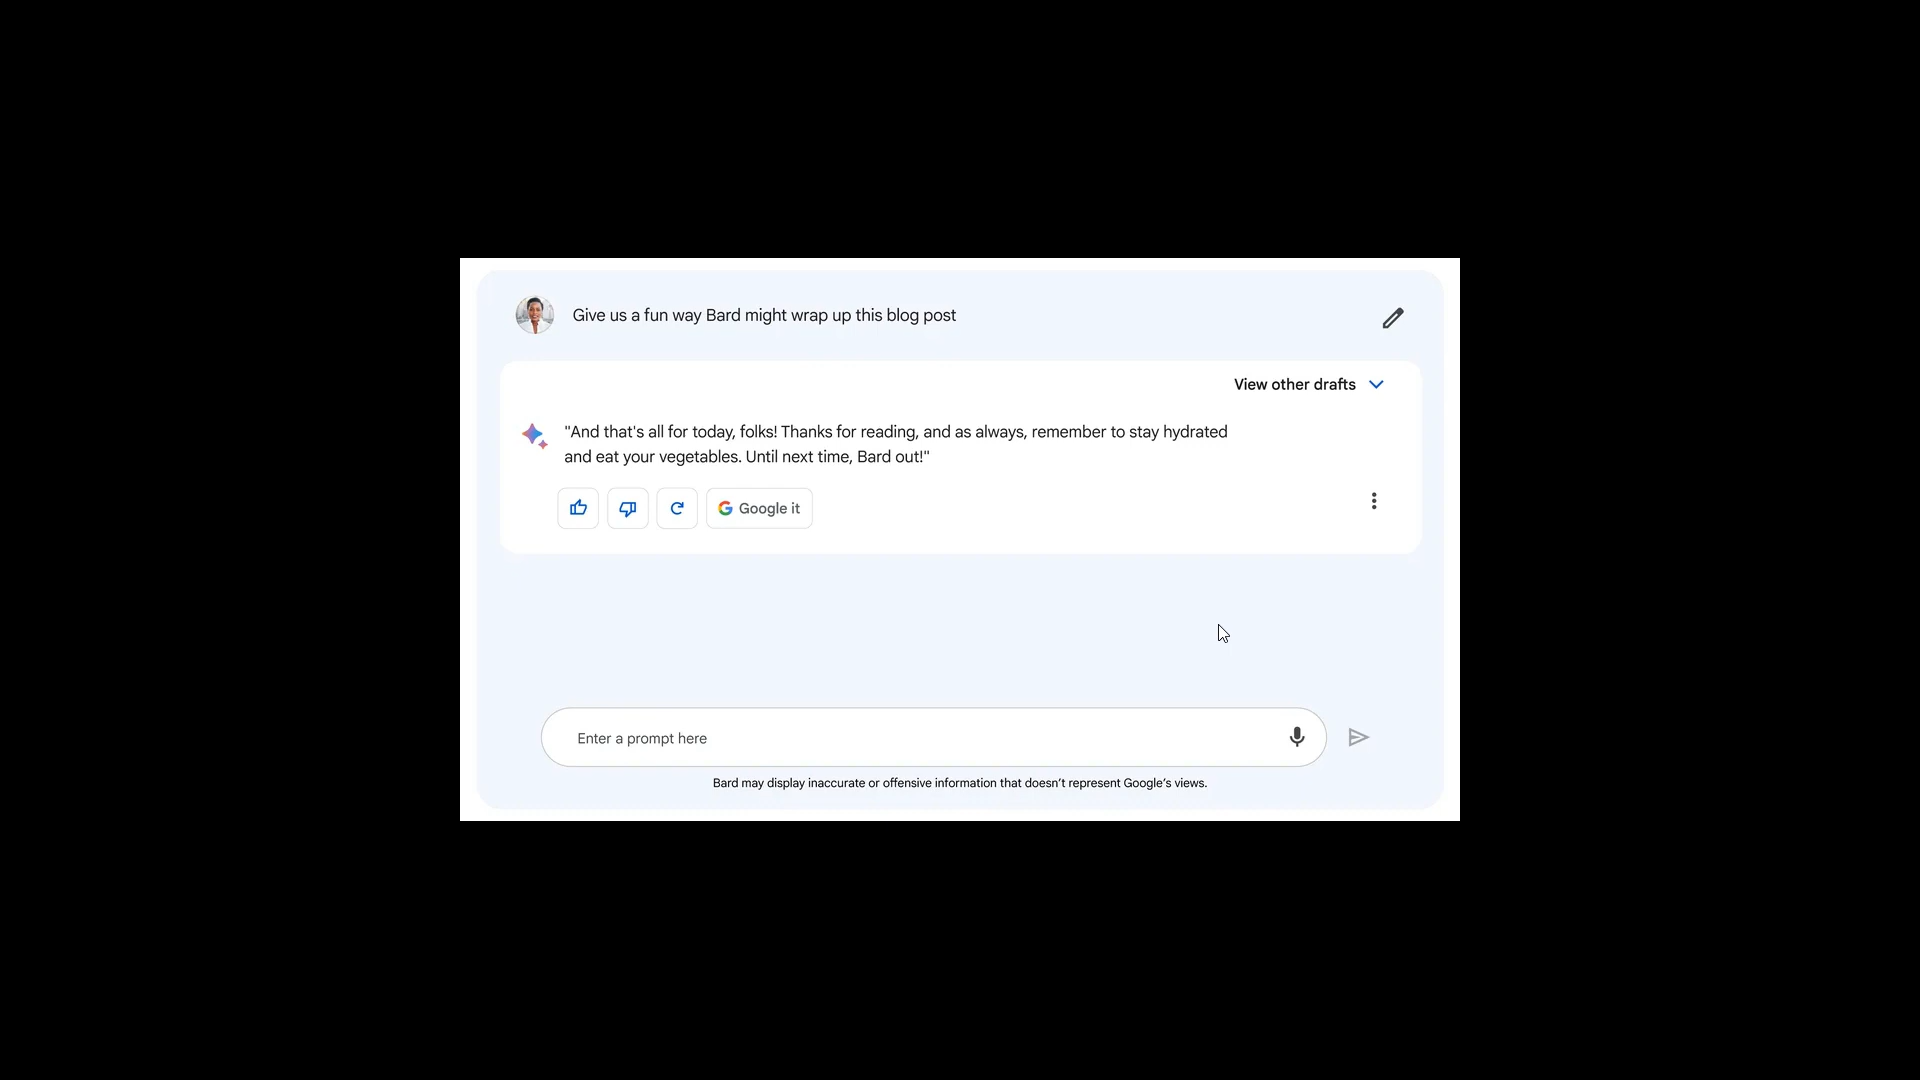 Give us a fun way Bard might wrap up this blog post
View other drafts
"And that's all for today, folks! Thanks for reading, and as always, remember to stay hydrated
and eat your vegetables. Until next time, Bard out!"
Google it
Enter a prompt here
Bard may display inaccurate or offensive information that doesn’t represent Google’s views.